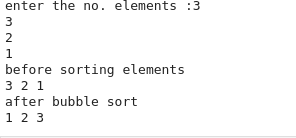 enter the no. elements :3
3
2
1
before sorting elements
3 2 1
after bubble sort
1 2 3